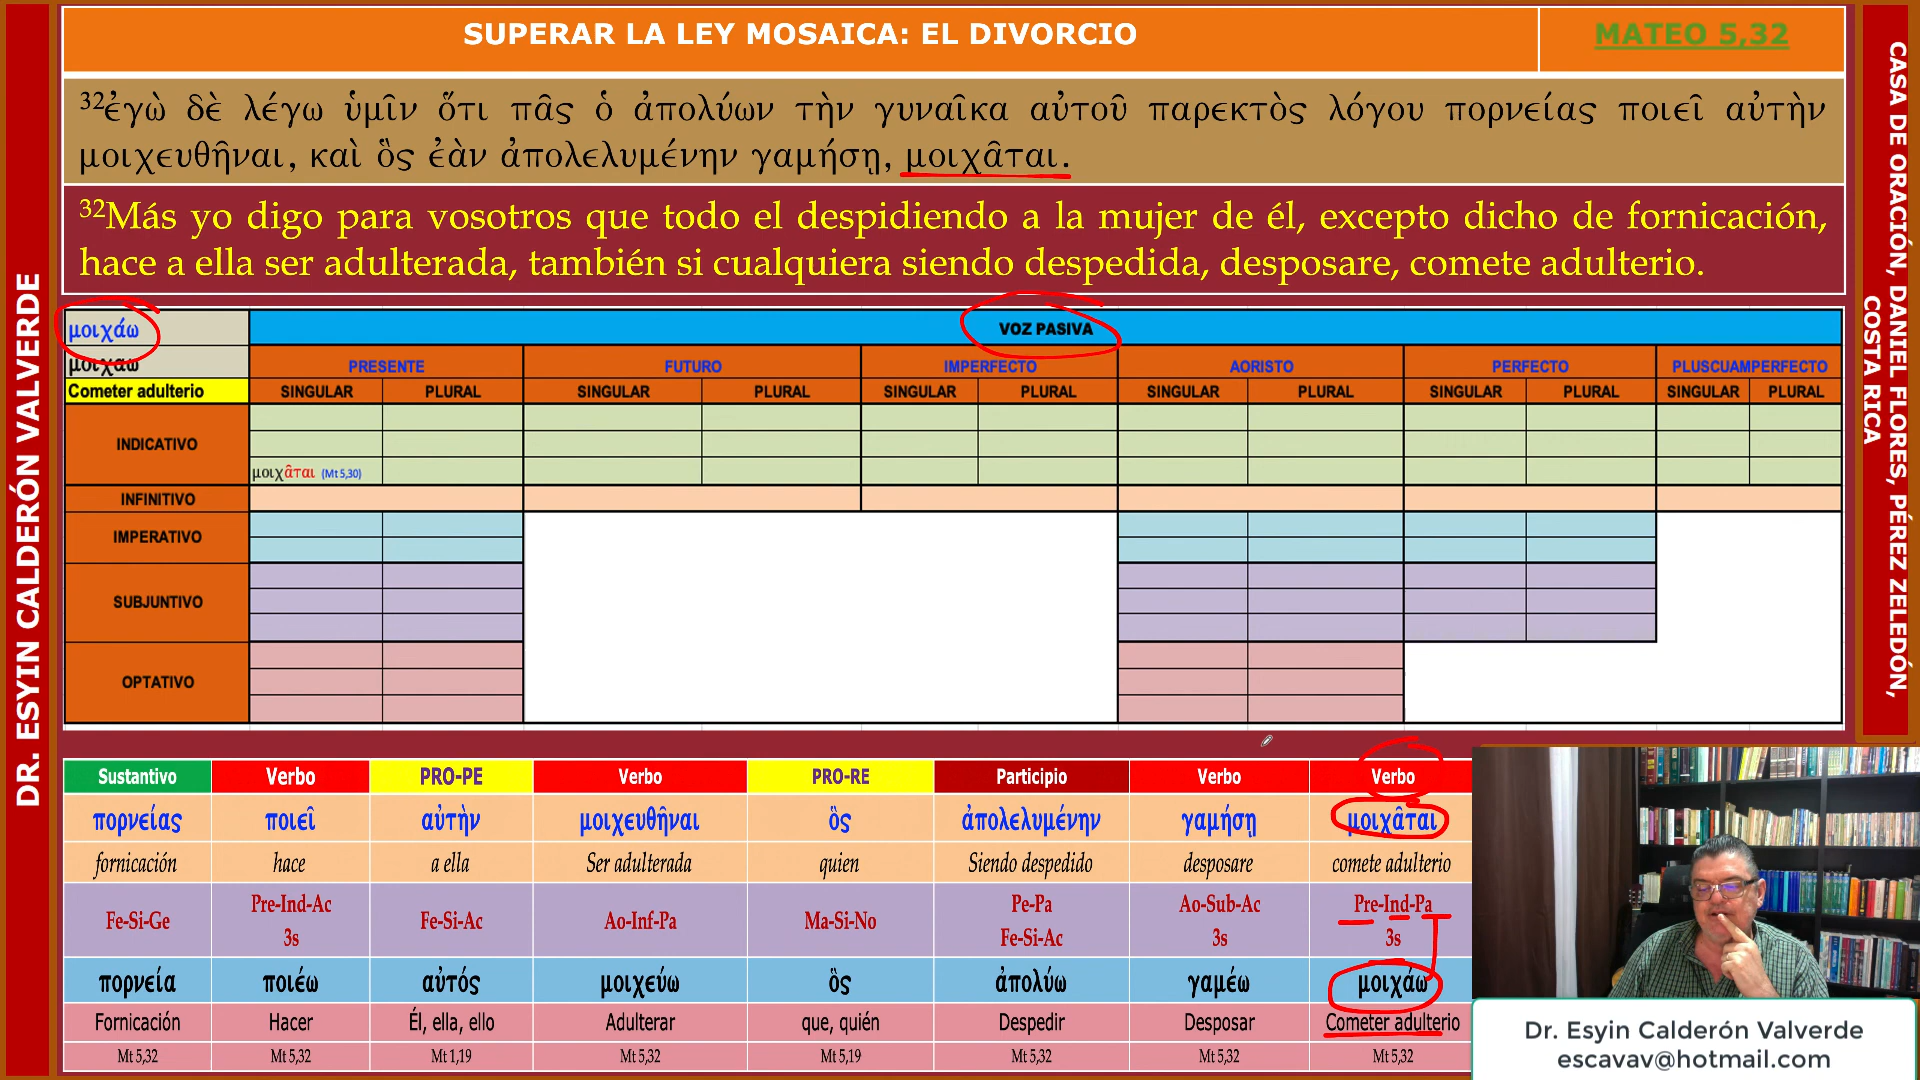 SUPERAR LA LEY MOSAICA: EL DIVORCIO
MATEO 5,32
³²ἐγὼ δὲ λέγω ὑμῖν ὅτι πᾶς ὁ ἀπολύων τὴν γυναῖκα αὐτοῦ παρεκτὸς λόγου πορνείας ποιεῖ αὐτὴν
μοιχευθῆναι, καὶ ὃς ἐὰν ἀπολελυμένην γαμήσῃ, μοιχᾶται.
³²Más yo digo para vosotros que todo el despidiendo a la mujer de él, excepto dicho de fornicación,
hace a ella ser adulterada, también si cualquiera siendo despedida, desposare, comete adulterio.
μοιχάω VOZ PASIVA
μοιχάω PRESENTE FUTURO IMPERFECTO AORISTO PERFECTO PLUSCUAMPERFECTO
Cometer adulterio SINGULAR PLURAL SINGULAR PLURAL SINGULAR PLURAL SINGULAR PLURAL SINGULAR PLURAL SINGULAR PLURAL
INDICATIVO
μοιχᾶται (Mt 5,30)
INFINITIVO
IMPERATIVO
SUBJUNTIVO
OPTATIVO
Sustantivo Verbo PRO-PE Verbo PRO-RE Participio Verbo Verbo
πορνείας ποιεῖ αὐτὴν μοιχευθῆναι ὃς ἀπολελυμένην γαμήσῃ μοιχᾶται
fornicación hace a ella Ser adulterada quien Siendo despedido desposare comete adulterio
Fe-Si-Ge Pre-Ind-Ac 3s Fe-Si-Ac Ao-Inf-Pa Ma-Si-No Pe-Pa Fe-Si-Ac Ao-Sub-Ac 3s Pre-Ind-Pa 3s
πορνεία ποιέω αὐτός μοιχεύω ὃς ἀπολύω γαμέω μοιχάω
Fornicación Hacer Él, ella, ello Adulterar que, quién Despedir Desposar Cometer adulterio
Mt 5,32 Mt 5,32 Mt 1,19 Mt 5,32 Mt 5,19 Mt 5,32 Mt 5,32 Mt 5,32
DR. ESYIN CALDERÓN VALVERDE
CASA DE ORACIÓN, DANIEL FLORES, PÉREZ ZELEDÓN,
COSTA RICA
Dr. Esyin Calderón Valverde
escavav@hotmail.com